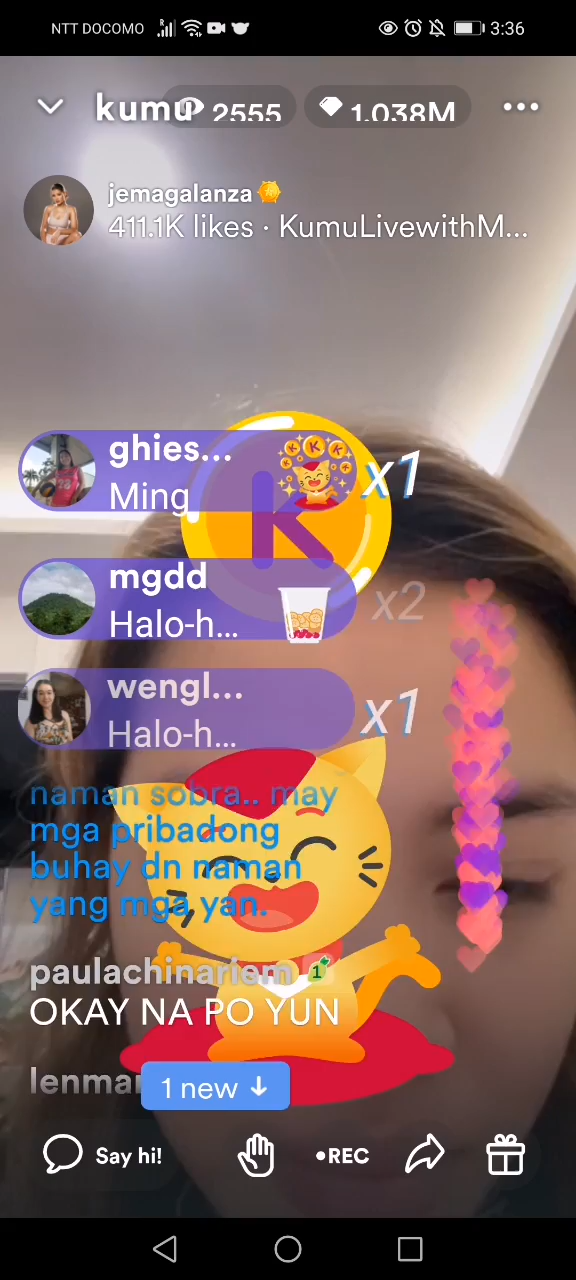 NTT DOCOMO
3:36
kumu 2555 1.038M
jemagalanza
411.1K likes · KumuLivewithM...
ghies...
Ming
x1
K
mgdd
Halo-h...
x2
wengl...
Halo-h...
x1
naman sobra.. may
mga pribadong
buhay dn naman
yang mga yan.
paulachinariem 1
OKAY NA PO YUN
1 new
Say hi!
•REC